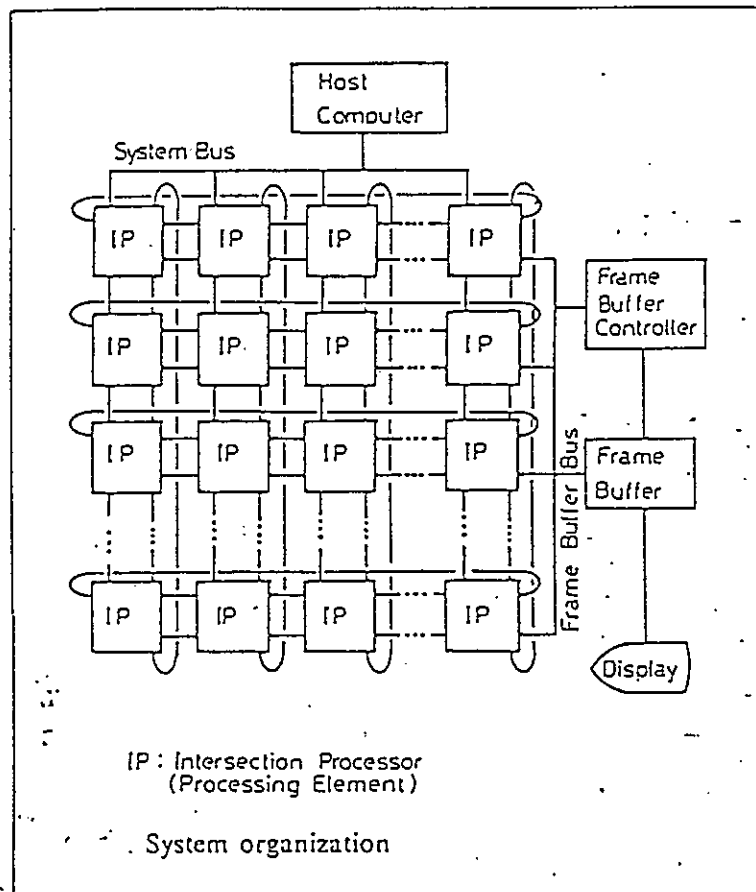 Host
Computer
System Bus
IP IP IP IP
Frame
Buffer
Controller
IP IP IP IP
IP IP IP IP
Frame
Buffer
Frame Buffer Bus
IP IP IP IP
Display
IP : Intersection Processor
(Processing Element)
System organization